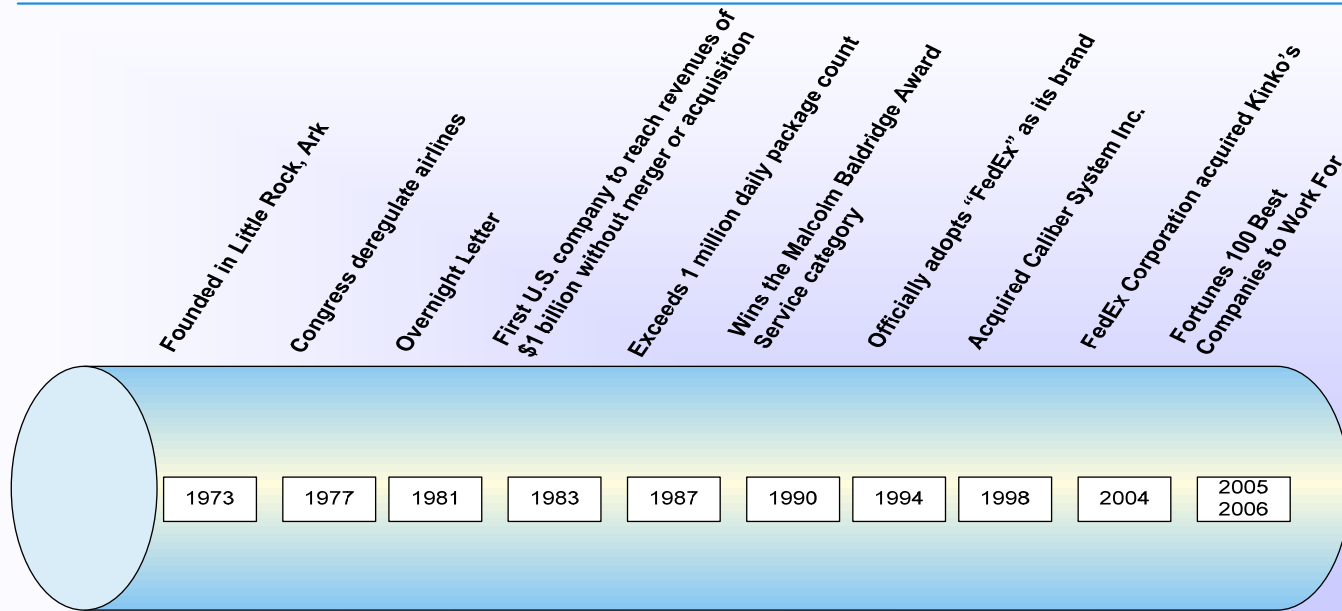 Founded in Little Rock, Ark
Congress deregulate airlines
Overnight Letter
First U.S. company to reach revenues of
$1 billion without merger or acquisition
Exceeds 1 million daily package count
Wins the Malcolm Baldridge Award
Service category
Officially adopts “FedEx” as its brand
Acquired Caliber System Inc.
FedEx Corporation acquired Kinko’s
Fortunes 100 Best
Companies to Work For
1973
1977
1981
1983
1987
1990
1994
1998
2004
2005
2006